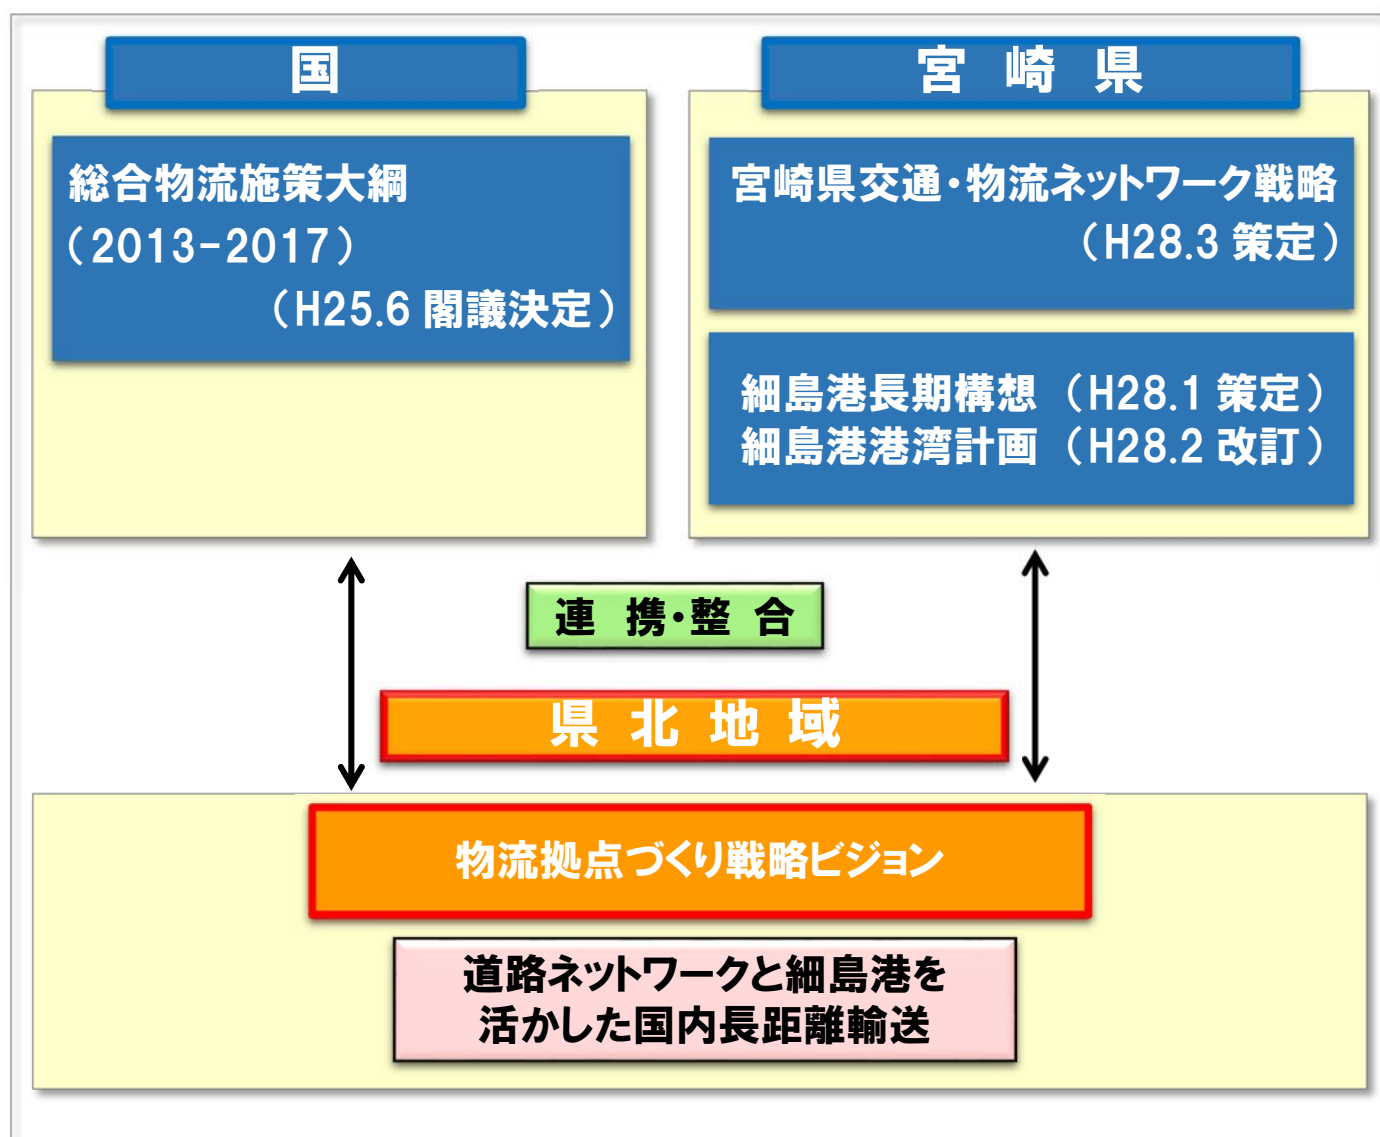 国
総合物流施策大綱
（2013-2017）
（H25.6 閣議決定）
宮 崎 県
宮崎県交通・物流ネットワーク戦略
（H28.3 策定）
細島港長期構想 （H28.1 策定）
細島港港湾計画 （H28.2 改訂）
連 携・整 合
県 北 地 域
物流拠点づくり戦略ビジョン
道路ネットワークと細島港を
活かした国内長距離輸送